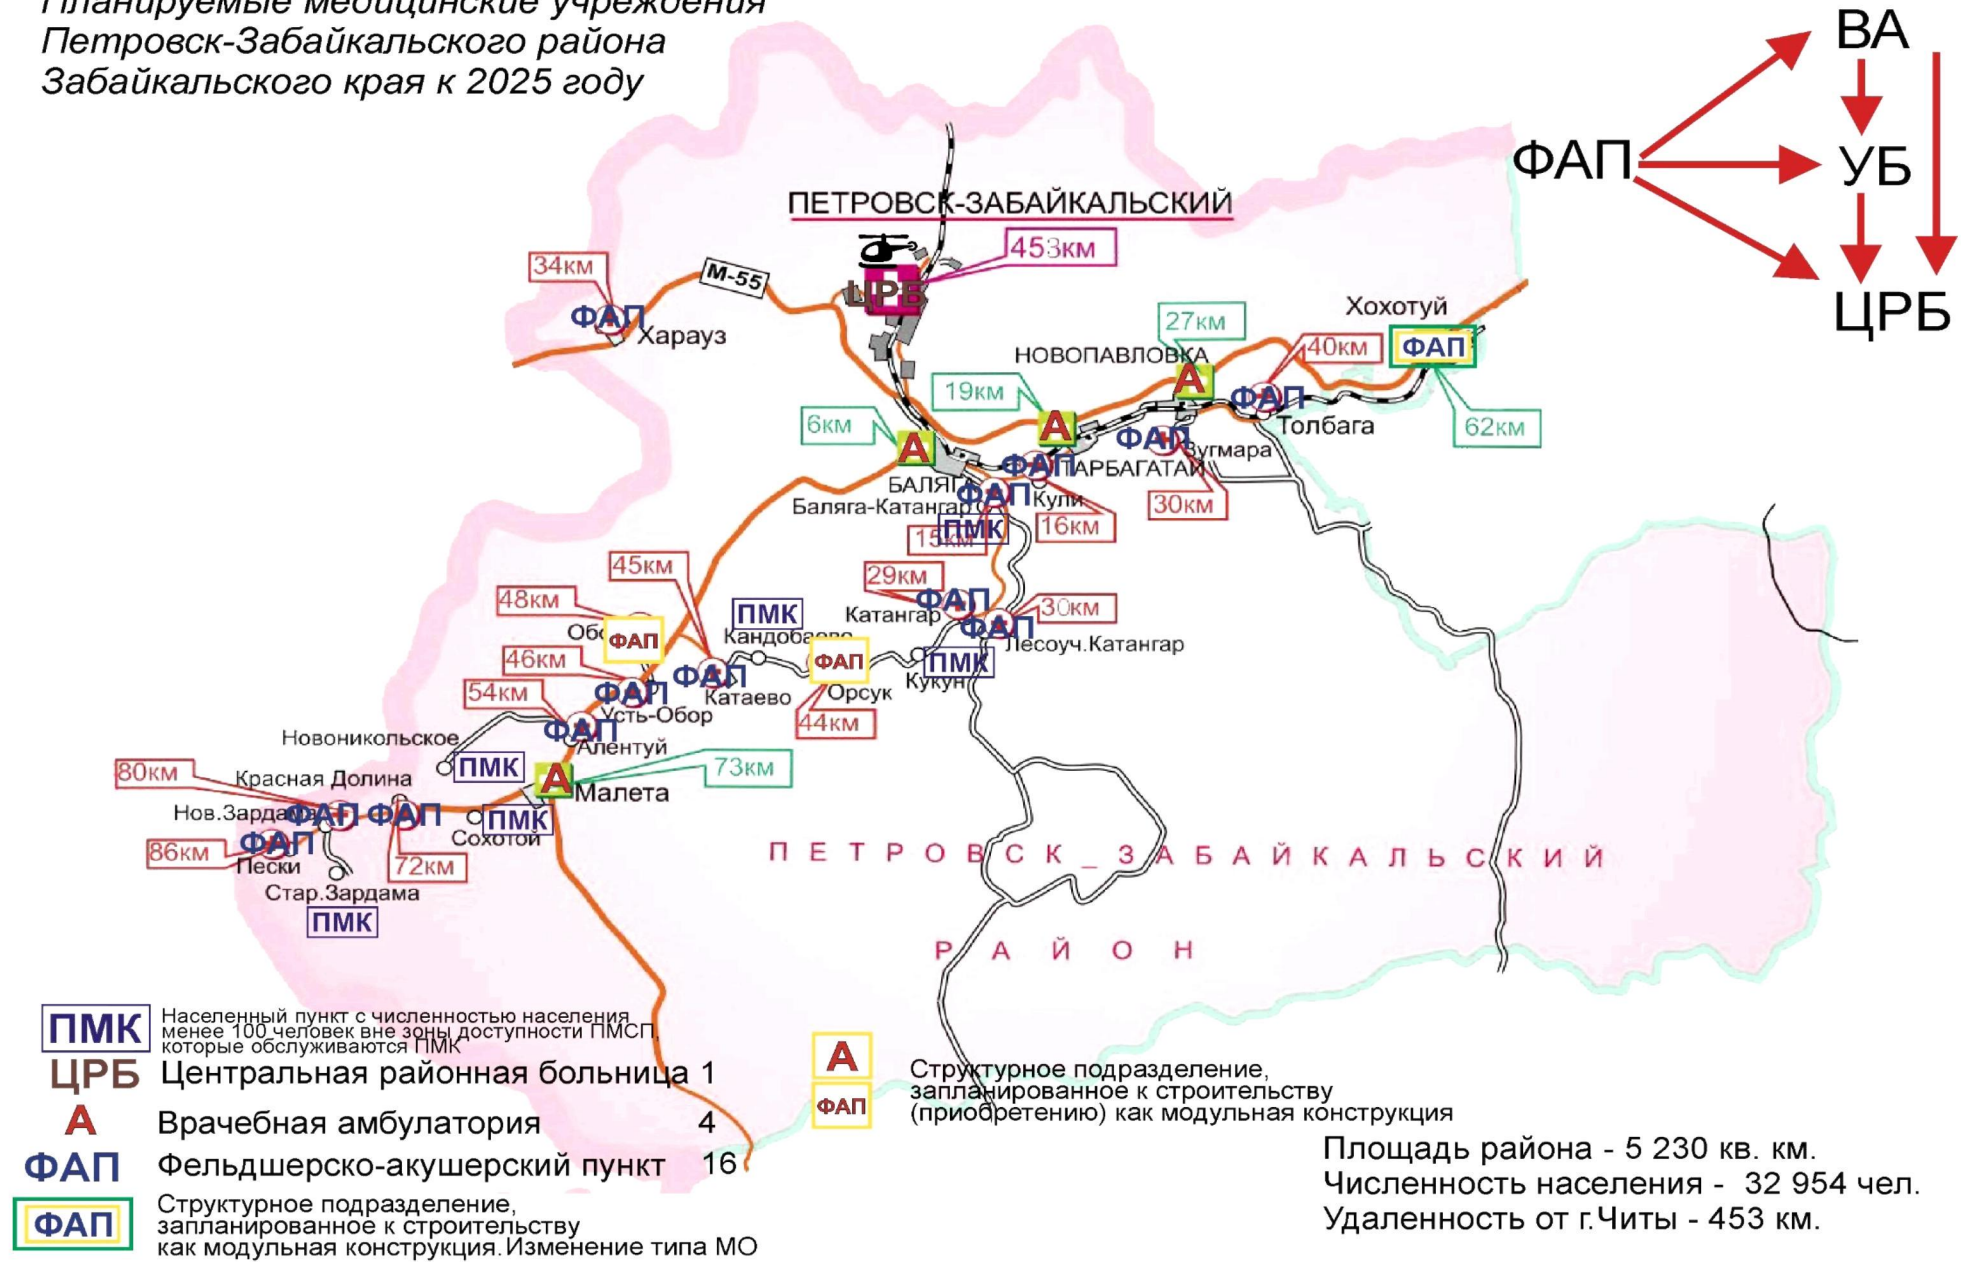 Планируемые медицинские учреждения
Петровск-Забайкальского района
Забайкальского края к 2025 году
ВА
ФАП
УБ
ЦРБ
ПЕТРОВСК-ЗАБАЙКАЛЬСКИЙ
453км
34км
М-55
ЦРБ
ФАП
Харауз
Хохотуй
27км
НОВОПАВЛОВКА
40км
ФАП
19км
А
ФАП
Толбага
62км
6км
А
А
ФАП
Зугмара
ФАП
ТАРБАГАТАЙ
БАЛЯГА
ФАП
Кули
Баляга-Катангар
30км
ПМК
15км
16км
45км
29км
48км
ПМК
Катангар
ФАП
30км
ФАП
ФАП
Кандобаево
Лесоуч.Катангар
46км
ФАП
ПМК
Кукун
54км
ФАП
ФАП
Катаево
Орсук
Усть-Обор
44км
Новоникольское
ФАП
Алентуй
80км
Красная Долина
ПМК
73км
А
Малета
Нов.Зардама
ФАП
ФАП
ПМК
Сохотой
86км
ФАП
Пески
72км
Стар.Зардама
ПМК
ПЕТРОВСК_ЗАБАЙКАЛЬСКИЙ
РАЙОН
ПМК
Населенный пункт с численностью населения
менее 100 человек вне зоны доступности ПМСП,
которые обслуживаются ПМК
ЦРБ Центральная районная больница 1
А Врачебная амбулатория 4
ФАП Фельдшерско-акушерский пункт 16
ФАП
Структурное подразделение,
запланированное к строительству
как модульная конструкция. Изменение типа МО
А
ФАП
Структурное подразделение,
запланированное к строительству
(приобретению) как модульная конструкция
Площадь района - 5 230 кв. км.
Численность населения - 32 954 чел.
Удаленность от г.Читы - 453 км.